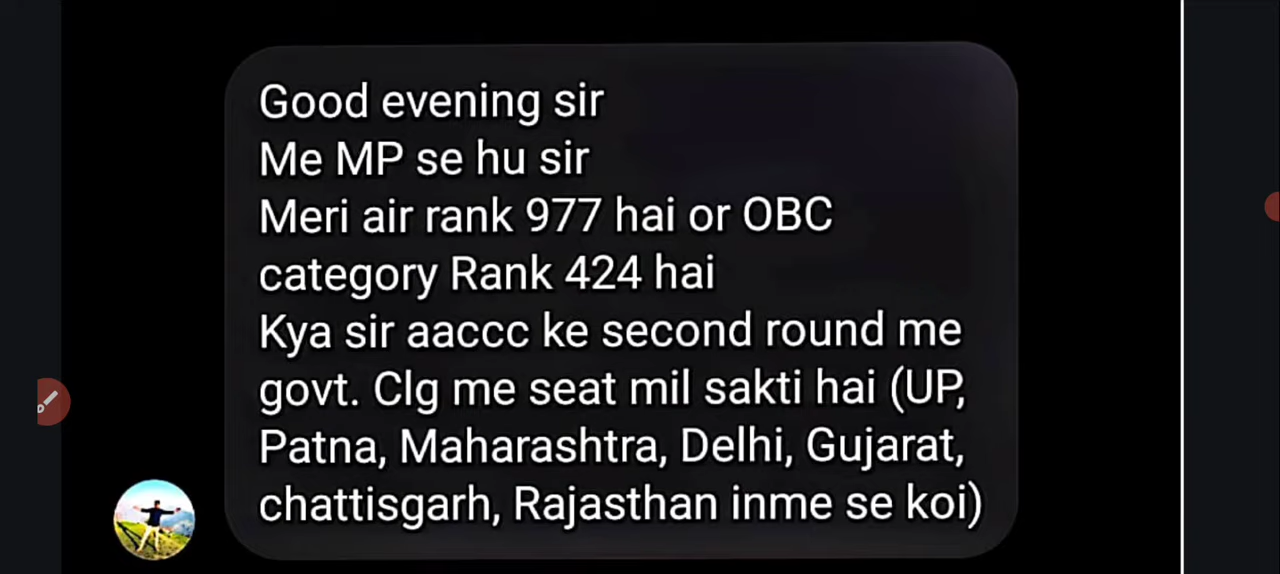 Good evening sir
Me MP se hu sir
Meri air rank 977 hai or OBC
category Rank 424 hai
Kya sir aaccc ke second round me
govt. Clg me seat mil sakti hai (UP,
Patna, Maharashtra, Delhi, Gujarat,
chattisgarh, Rajasthan inme se koi)